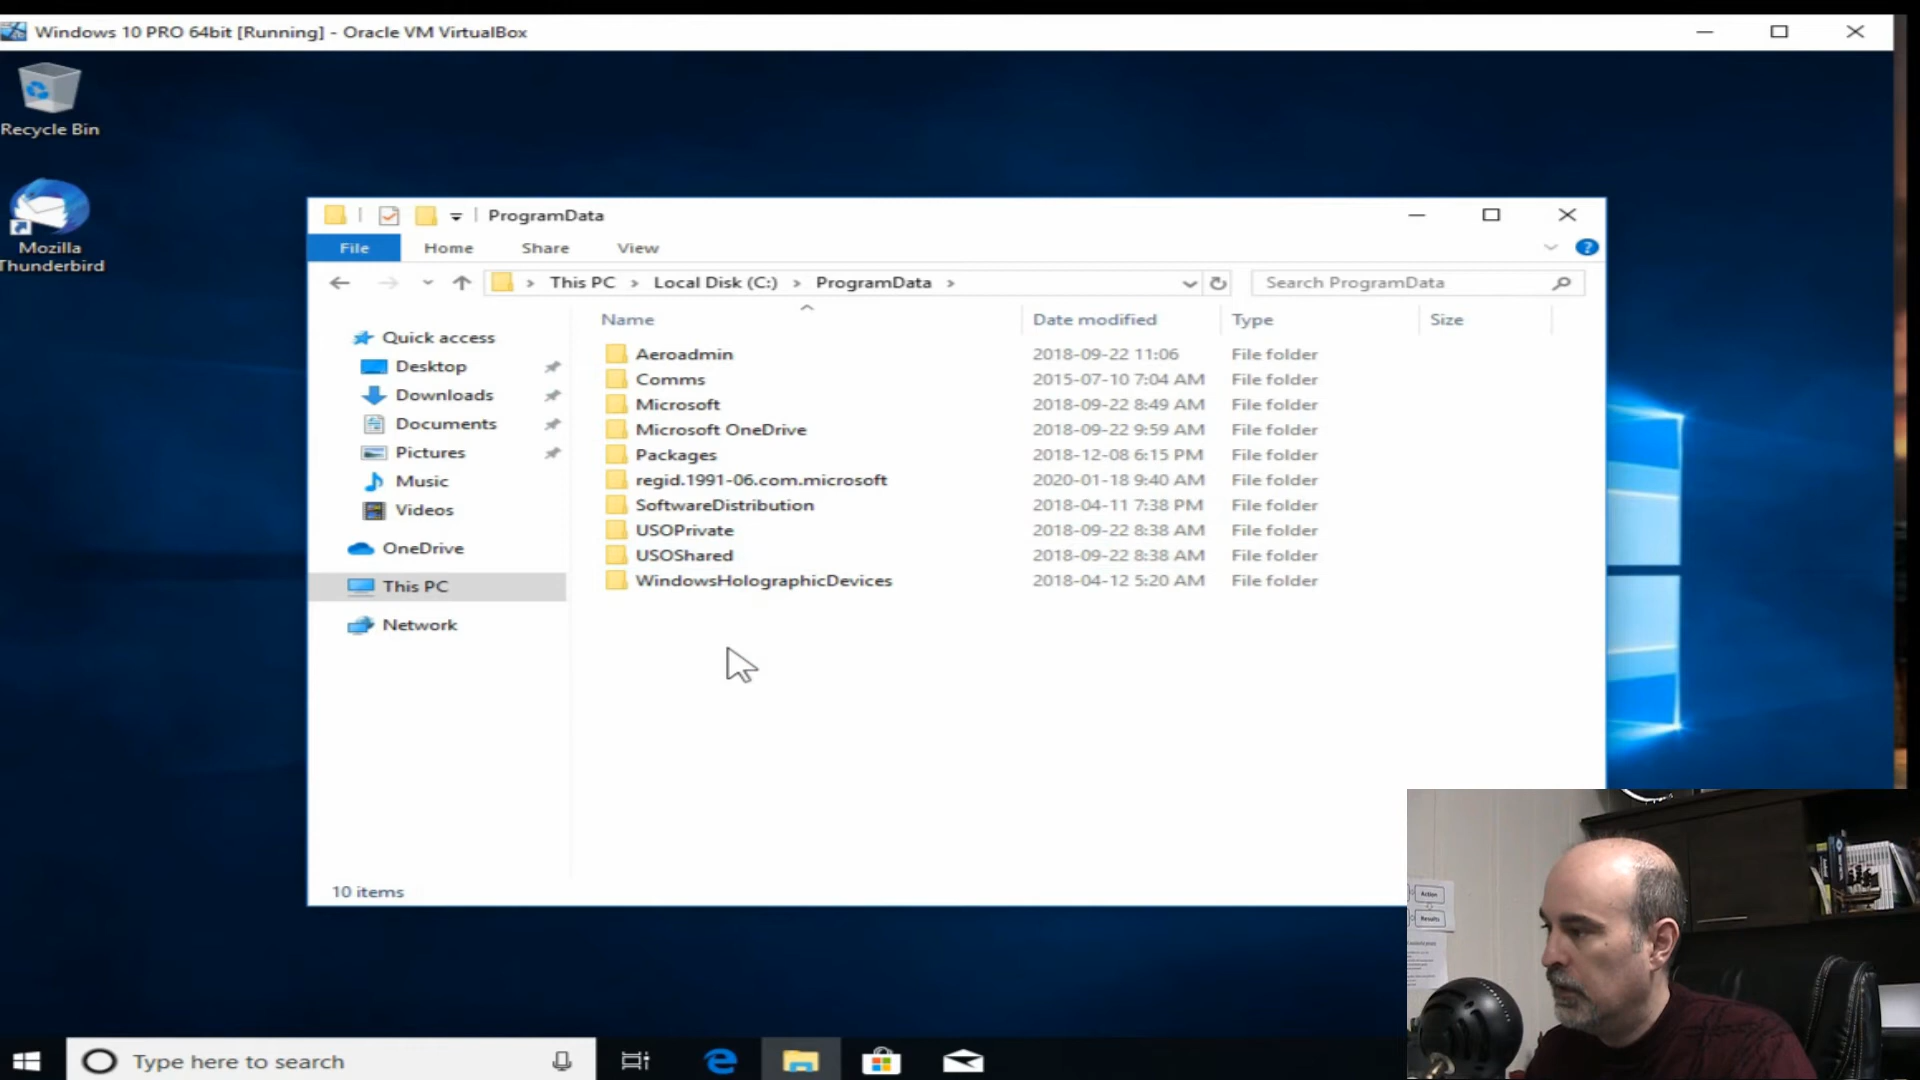 Windows 10 PRO 64bit [Running] - Oracle VM VirtualBox
Recycle Bin
Mozilla
Thunderbird
ProgramData
File Home Share View
This PC > Local Disk (C:) > ProgramData >
Search ProgramData
Name Date modified Type Size
Quick access
Desktop
Downloads
Documents
Pictures
Music
Videos
OneDrive
This PC
Network
Aeroadmin 2018-09-22 11:06 File folder
Comms 2015-07-10 7:04 AM File folder
Microsoft 2018-09-22 8:49 AM File folder
Microsoft OneDrive 2018-09-22 9:59 AM File folder
Packages 2018-12-08 6:15 PM File folder
regid.1991-06.com.microsoft 2020-01-18 9:40 AM File folder
SoftwareDistribution 2018-04-11 7:38 PM File folder
USOPrivate 2018-09-22 8:38 AM File folder
USOShared 2018-09-22 8:38 AM File folder
WindowsHolographicDevices 2018-04-12 5:20 AM File folder
10 items
Action
Results
Type here to search